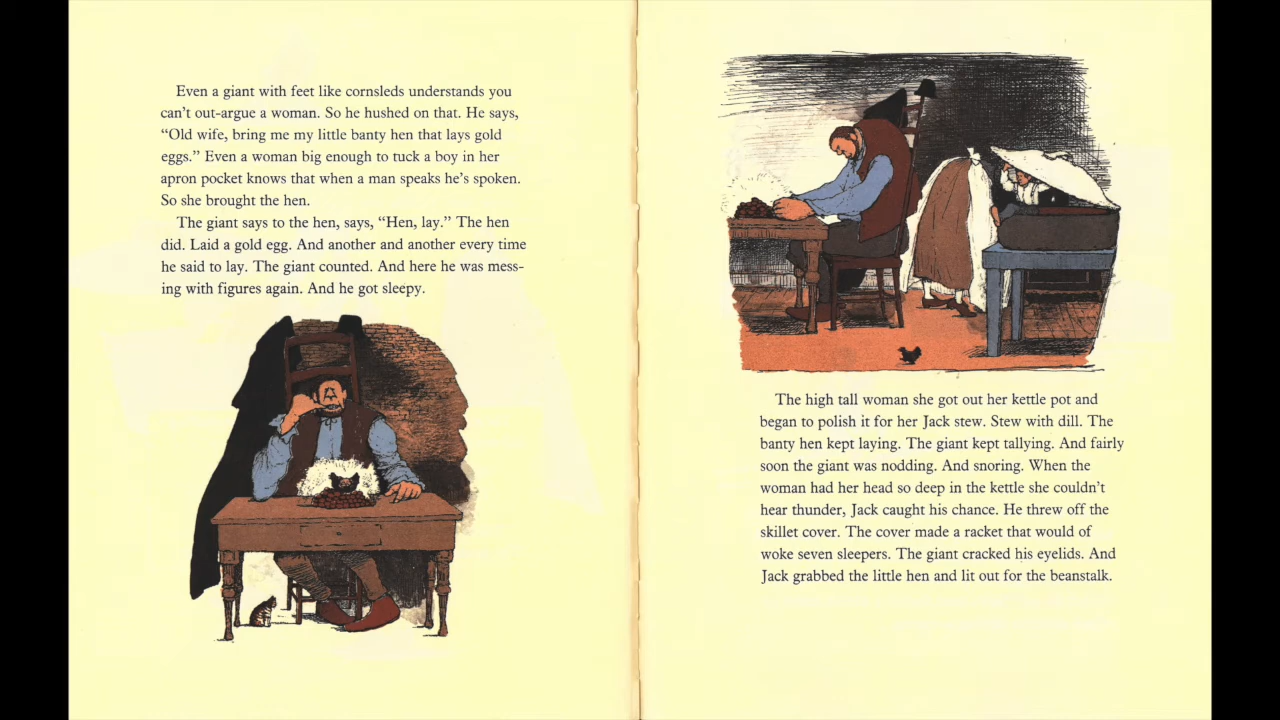 Even a giant with feet like cornsleds understands you
can't out-argue a woman. So he hushed on that. He says,
“Old wife, bring me my little banty hen that lays gold
eggs.” Even a woman big enough to tuck a boy in her
apron pocket knows that when a man speaks he's spoken.
So she brought the hen.
The giant says to the hen, says, “Hen, lay.” The hen
did. Laid a gold egg. And another and another every time
he said to lay. The giant counted. And here he was mess-
ing with figures again. And he got sleepy.
The high tall woman she got out her kettle pot and
began to polish it for her Jack stew. Stew with dill. The
banty hen kept laying. The giant kept tallying. And fairly
soon the giant was nodding. And snoring. When the
woman had her head so deep in the kettle she couldn't
hear thunder, Jack caught his chance. He threw off the
skillet cover. The cover made a racket that would of
woke seven sleepers. The giant cracked his eyelids. And
Jack grabbed the little hen and lit out for the beanstalk.